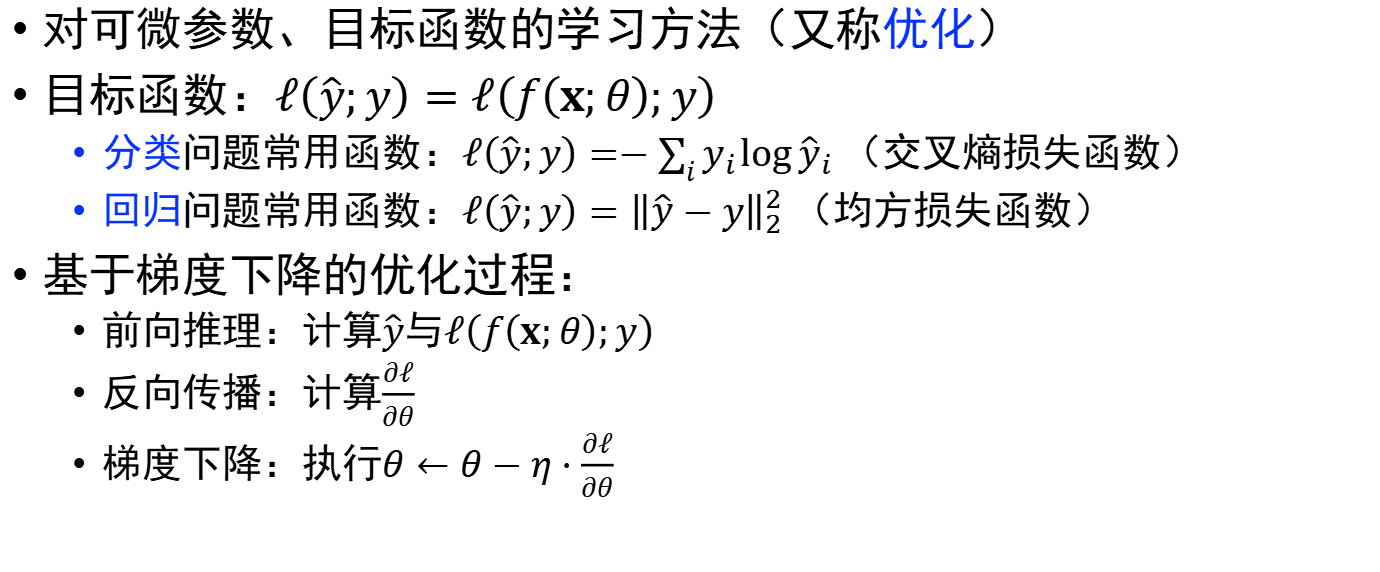 • 对可微参数、目标函数的学习方法（又称优化）
• 目标函数：ℓ(ŷ; y) = ℓ(f(𝐱; θ); y)
• 分类问题常用函数：ℓ(ŷ; y) =− ∑ᵢ yᵢ log ŷᵢ （交叉熵损失函数）
• 回归问题常用函数：ℓ(ŷ; y) = ‖ŷ − y‖₂² （均方损失函数）
• 基于梯度下降的优化过程：
• 前向推理：计算ŷ与ℓ(f(𝐱; θ); y)
• 反向传播：计算∂ℓ/∂θ
• 梯度下降：执行θ ← θ − η · ∂ℓ/∂θ